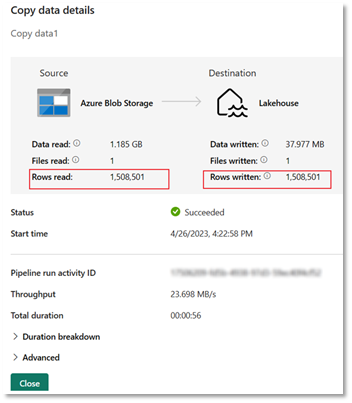 Copy data details
Copy data1
Source Destination
Azure Blob Storage Lakehouse
Data read: 1.185 GB Data written: 37.977 MB
Files read: 1 Files written: 1
Rows read: 1,508,501 Rows written: 1,508,501
Status Succeeded
Start time 4/26/2023, 4:22:58 PM
Pipeline run activity ID
Throughput 23.698 MB/s
Total duration 00:00:56
Duration breakdown
Advanced
Close